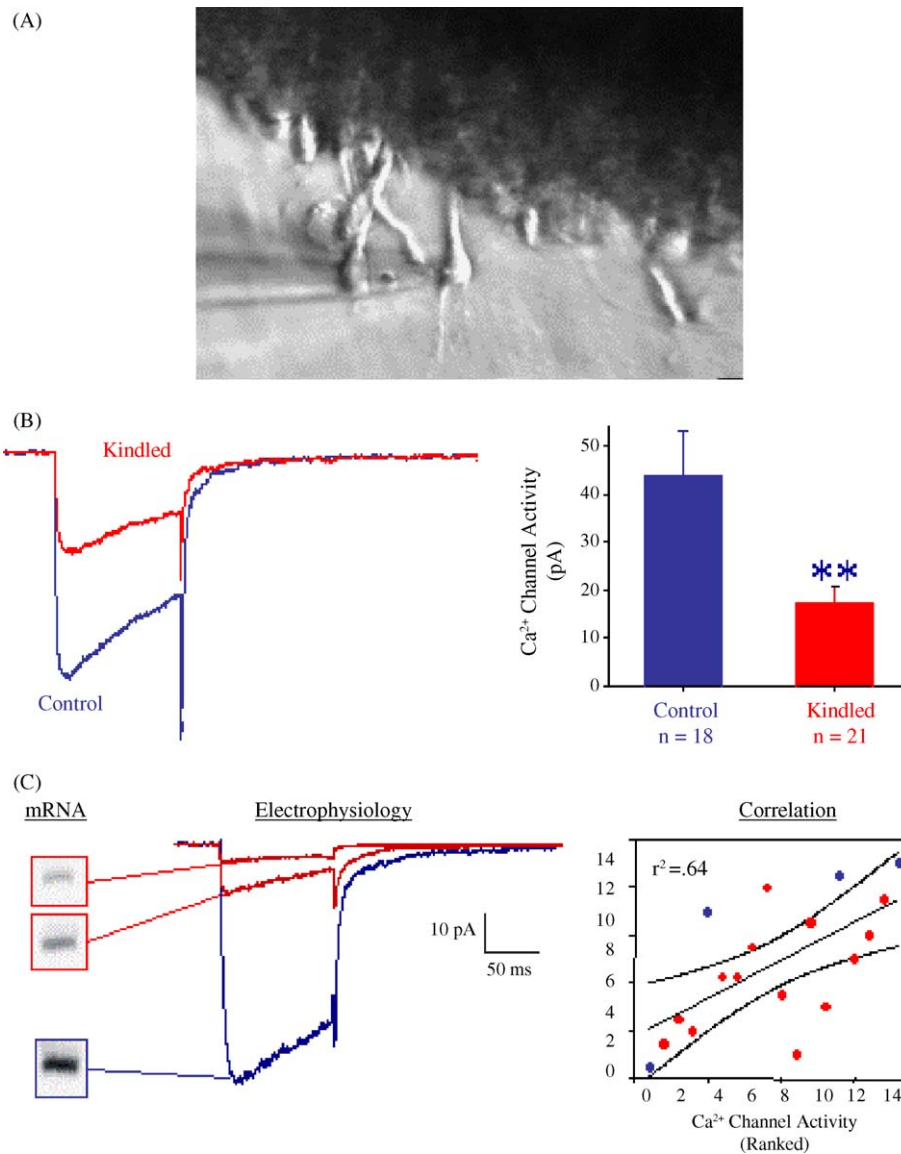 (A)
(B)
Kindled
Control
Ca²⁺ Channel Activity
(pA)
50
40
30
20
10
0
**
Control
n = 18
Kindled
n = 21
(C)
mRNA
Electrophysiology
Correlation
10 pA
50 ms
r² =.64
14
12
10
8
6
4
2
0
0 2 4 6 8 10 12 14
Ca²⁺ Channel Activity
(Ranked)